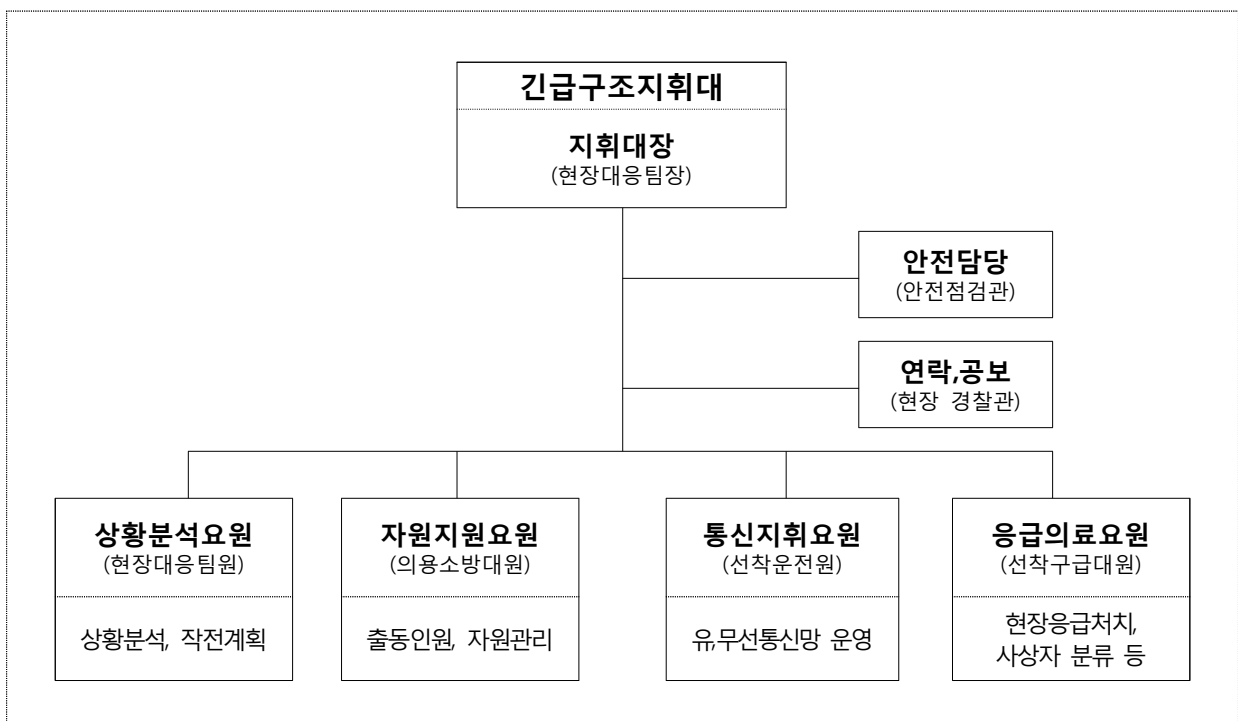 긴급구조지휘대
지휘대장
(현장대응팀장)
안전담당
(안전점검관)
연락,공보
(현장 경찰관)
상황분석요원
(현장대응팀원)
상황분석, 작전계획
자원지원요원
(의용소방대원)
출동인원, 자원관리
통신지휘요원
(선착운전원)
유,무선통신망 운영
응급의료요원
(선착구급대원)
현장응급처치,
사상자 분류 등